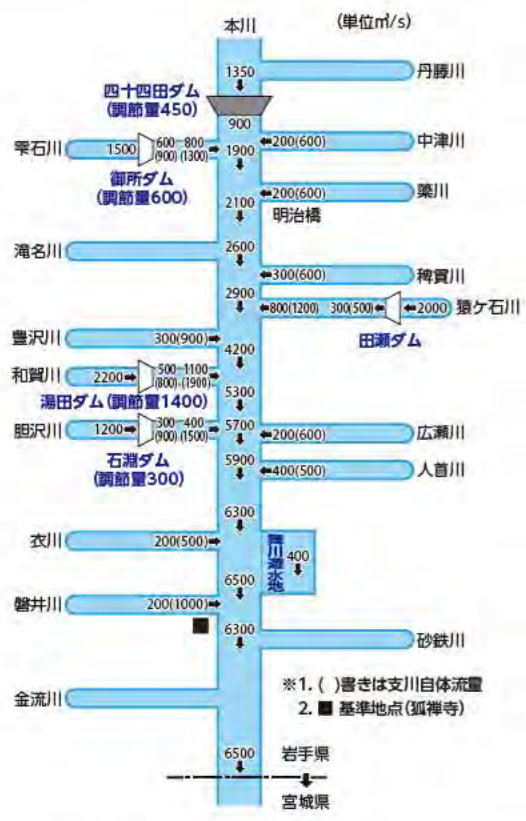 本川
(単位㎥/s)
1350
丹藤川
四十四田ダム
(調節量450)
900
雫石川
1500
600 800
(900) (1300)
1900
200(600)
中津川
御所ダム
(調節量600)
200(600)
簗川
2100
明治橋
滝名川
2600
300(600)
稗貫川
2900
800(1200)
300(500)
2000
猿ケ石川
田瀬ダム
豊沢川
300(900)
4200
和賀川
2200
500 1100
(800) (1900)
湯田ダム(調節量1400)
5300
胆沢川
1200
300 400
(900) (1500)
5700
200(600)
広瀬川
石淵ダム
(調節量300)
5900
400(500)
人首川
6300
衣川
200(500)
舞川遊水地
400
6500
磐井川
200(1000)
6300
砂鉄川
※1. ( )書きは支川自体流量
2. ■ 基準地点(狐禅寺)
金流川
6500
岩手県
宮城県